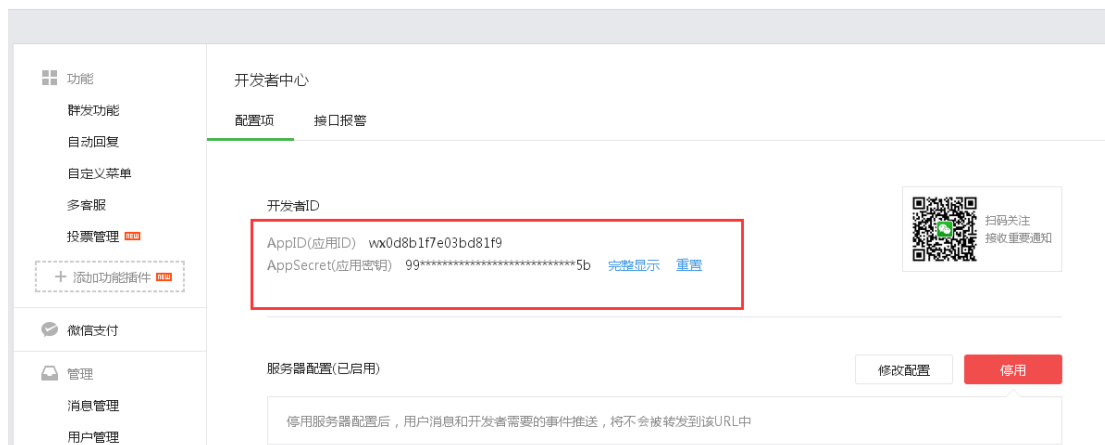 功能
群发功能
自动回复
自定义菜单
多客服
投票管理 NEW
+ 添加功能插件 NEW
微信支付
管理
消息管理
用户管理
开发者中心
配置项 接口报警
开发者ID
AppID(应用ID) wx0d8b1f7e03bd81f9
AppSecret(应用密钥) 99****************************5b 完整显示 重置
扫码关注
接收重要通知
服务器配置(已启用) 修改配置 停用
停用服务器配置后，用户消息和开发者需要的事件推送，将不会被转发到该URL中